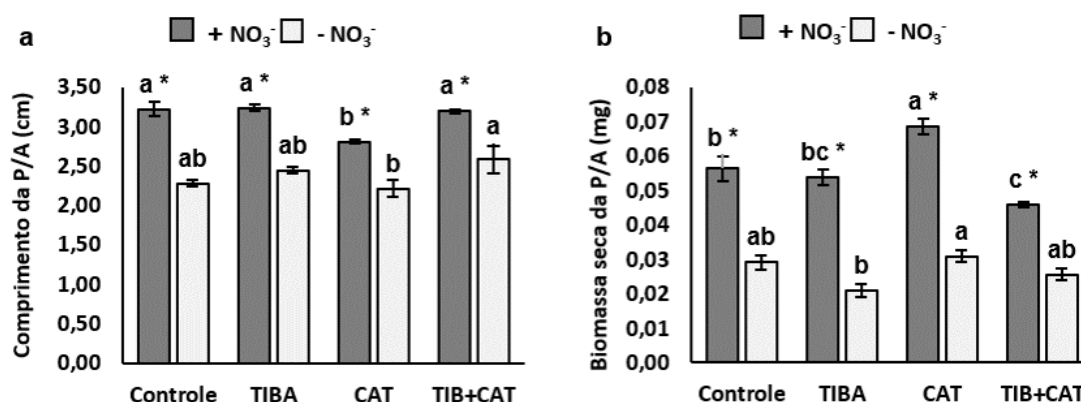 a
+ NO₃⁻ - NO₃⁻
Comprimento da P/A (cm)
3,50
3,00
2,50
2,00
1,50
1,00
0,50
0,00
a * ab a * ab b * b a * a
Controle TIBA CAT TIB+CAT
b
+ NO₃⁻ - NO₃⁻
Biomassa seca da P/A (mg)
0,08
0,07
0,06
0,05
0,04
0,03
0,02
0,01
0,00
b * ab bc * b a * a c * ab
Controle TIBA CAT TIB+CAT